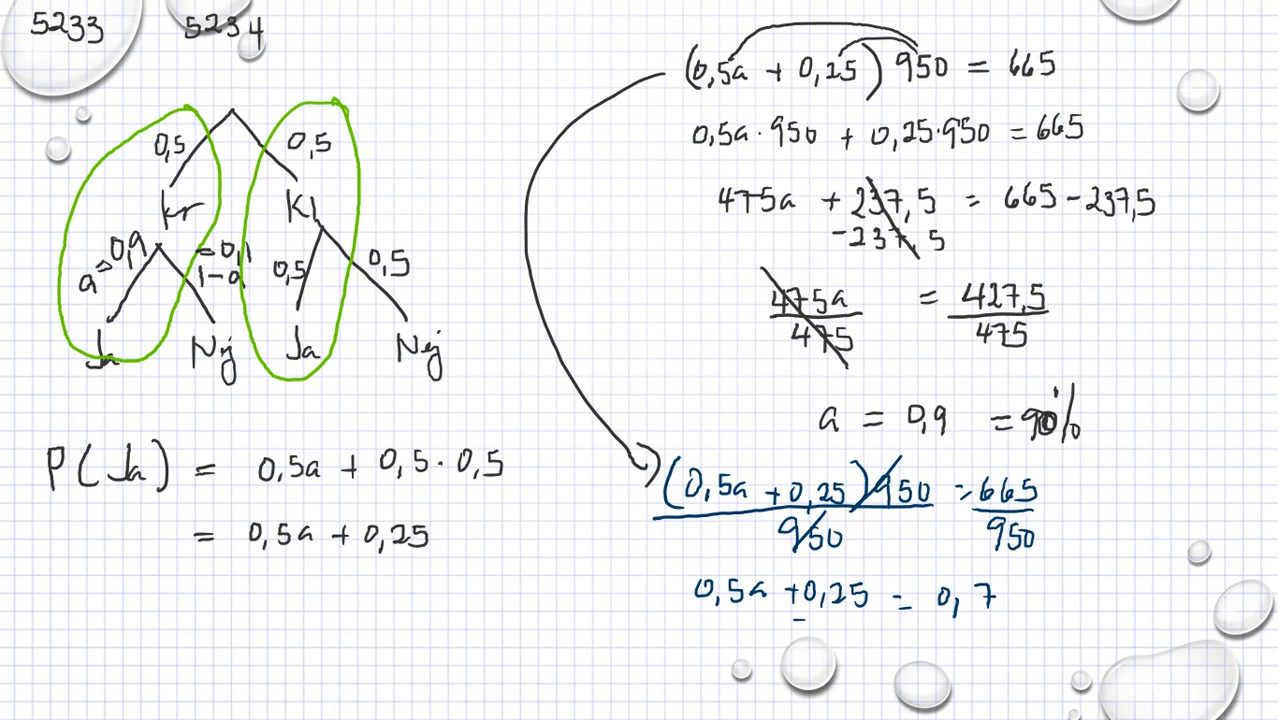 5233 5234
0,5 0,5
Kr Kl
a = 0,9 = 0,1 0,5 0,5
1-a
Ja Nej Ja Nej
P(Ja) = 0,5a + 0,5·0,5
= 0,5a + 0,25
(0,5a + 0,25) 950 = 665
0,5a·950 + 0,25·950 = 665
475a + 237,5 = 665 - 237,5
-237,5
475a = 427,5
475 475
a = 0,9 = 90%
(0,5a + 0,25) 950 = 665
950 950
0,5a + 0,25 = 0,7
-